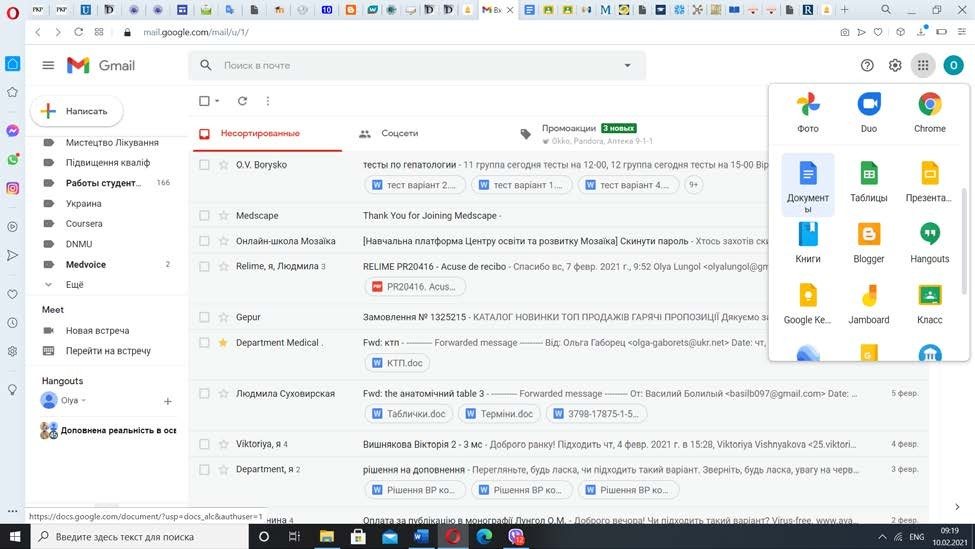 mail.google.com/mail/u/1/
Gmail
Поиск в почте
Написать
Мистецтво Лікування
Підвищення кваліф
Работы студент... 166
Украина
Coursera
DNMU
Medvoice 2
Ещё
Meet
Новая встреча
Перейти на встречу
Hangouts
Olya
Доповнена реальність в осв
Несортированные
Соцсети
Промоакции 3 новых
Okko, Pandora, Аптека 9-1-1
O.V. Borysko тесты по гепатологии - 11 группа сегодня тесты на 12-00, 12 группа сегодня тесты на 15-00 Від
тест варіант 2.... тест варіант 1.... тест варіант 4.... 9+
Medscape Thank You for Joining Medscape -
Онлайн-школа Мозаїка [Навчальна платформа Центру освіти та розвитку Мозаїка] Скинути пароль - Хтось захотів ски
Relime, я, Людмила 3 RELIME PR20416 - Acuse de recibo - Спасибо вс, 7 февр. 2021 г., 9:52 Olya Lungol <olyalungol@gm
PR20416. Acus...
Gepur Замовлення № 1325215 - КАТАЛОГ НОВИНКИ ТОП ПРОДАЖІВ ГАРЯЧІ ПРОПОЗИЦІЇ Дякуємо за
Department Medical . Fwd: ктп - ---------- Forwarded message --------- Від: Ольга Габорец <olga-gaborets@ukr.net> Date: чт,
КТП.doc
Людмила Суховирская Fwd: the анатомічний table 3 - ---------- Forwarded message --------- От: Василий Болилый <basilb097@gmail.com> Date: ... 5 февр.
Таблички.doc Терміни.doc 3798-17875-1-5...
Viktoriya, я 4 Вишнякова Вікторія 2 - 3 мс - Доброго ранку! Підходить чт, 4 февр. 2021 г. в 15:28, Viktoriya Vishnyakova <25.viktori... 4 февр.
Department, я 2 рішення на доповнення - Перегляньте, будь ласка, чи підходить такий варіант. Зверніть, будь ласка, увагу на черв... 3 февр.
Рішення ВР ко... Рішення ВР ко... Рішення ВР ко...
нина 4 Оплата за публікацію в монографії Лунгол О.М. - Доброго вечора! Чи підходить такий варіант? Virus-free. www.ava... 2 февр.
Фото Duo Chrome
Документ
ы
Таблицы Презента...
Книги Blogger Hangouts
Google Ke... Jamboard Класс
https://docs.google.com/document/?usp=docs_alc&authuser=1
Введите здесь текст для поиска
ENG
09:19
10.02.2021